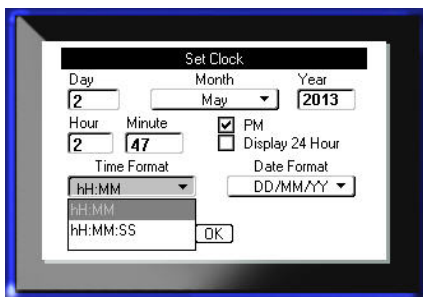 Set Clock
Day Month Year
2 May 2013
Hour Minute PM
2 47 Display 24 Hour
Time Format Date Format
hH:MM DD/MM/YY
hH:MM
hH:MM:SS
OK